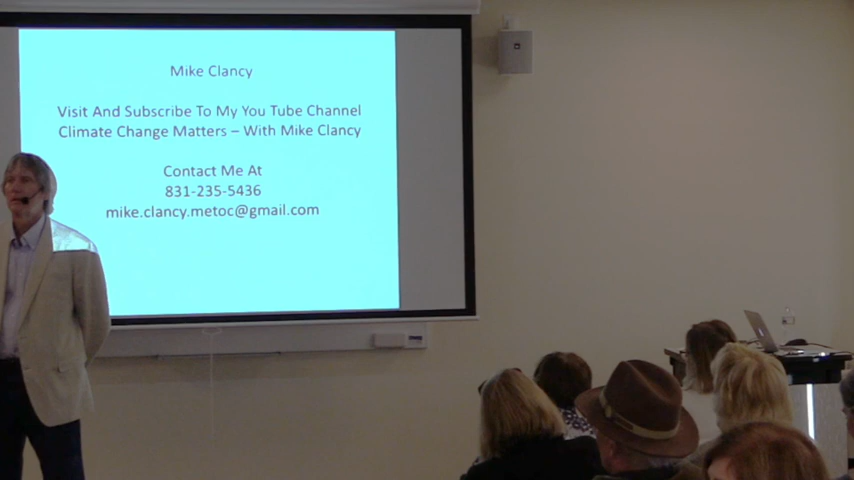 Mike Clancy
Visit And Subscribe To My You Tube Channel
Climate Change Matters – With Mike Clancy
Contact Me At
831-235-5436
mike.clancy.metoc@gmail.com